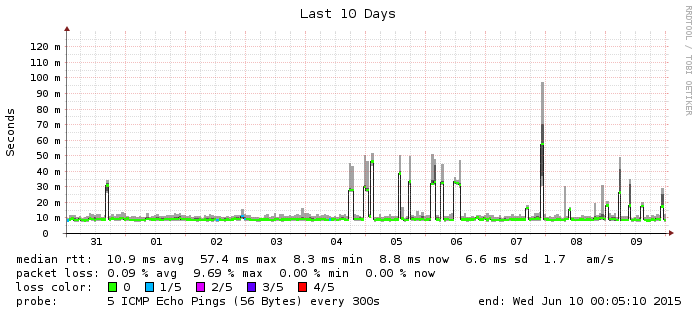 Last 10 Days
RRDTOOL / TOBI OETIKER
Seconds
120 m
110 m
100 m
90 m
80 m
70 m
60 m
50 m
40 m
30 m
20 m
10 m
0
31 01 02 03 04 05 06 07 08 09
median rtt: 10.9 ms avg 57.4 ms max 8.3 ms min 8.8 ms now 6.6 ms sd 1.7 am/s
packet loss: 0.09 % avg 9.69 % max 0.00 % min 0.00 % now
loss color: 0 1/5 2/5 3/5 4/5
probe: 5 ICMP Echo Pings (56 Bytes) every 300s end: Wed Jun 10 00:05:10 2015